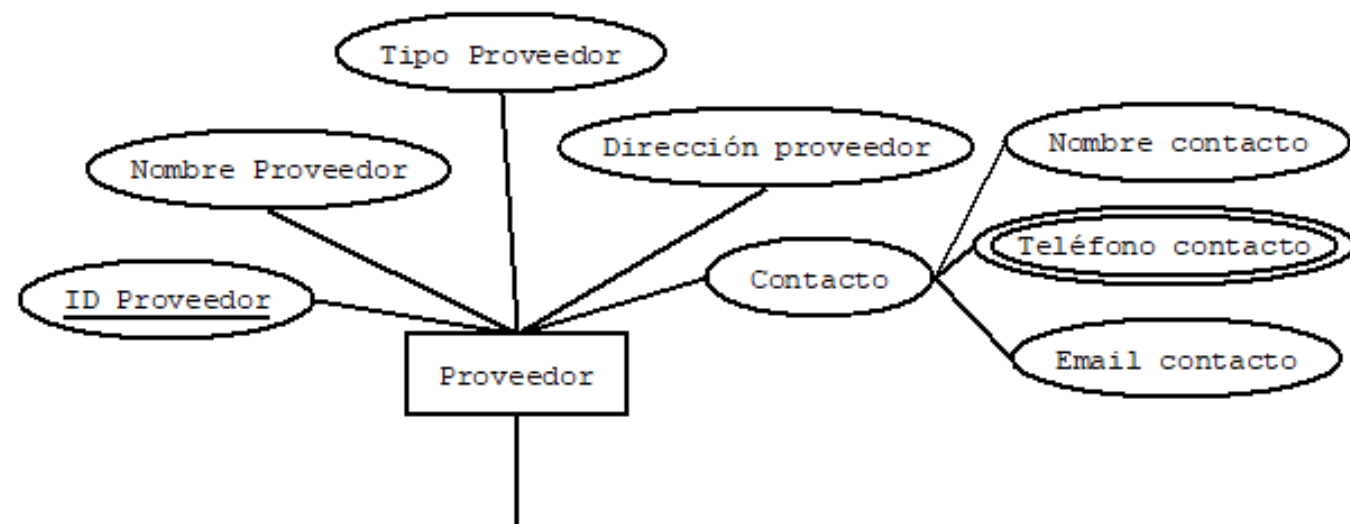 Tipo Proveedor
Nombre Proveedor
Dirección proveedor
Nombre contacto
ID Proveedor
Contacto
Teléfono contacto
Email contacto
Proveedor